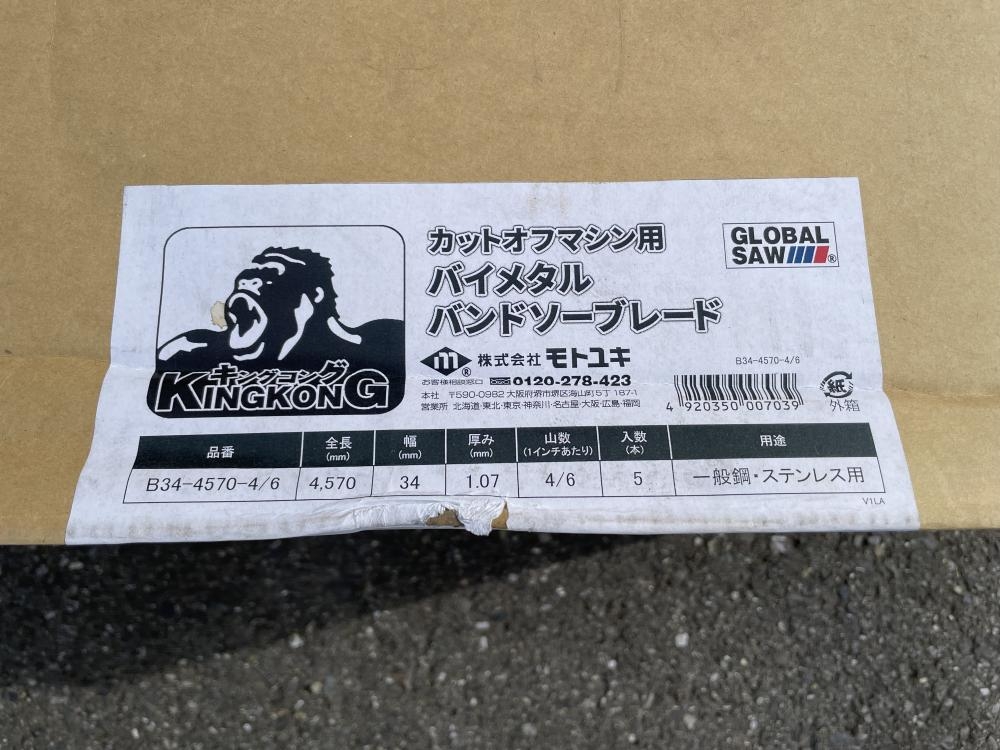 カットオフマシン用
バイメタル
バンドソーブレード
GLOBAL
SAW ®
キングコング
KINGKONG
m ® 株式会社 モトユキ
お客様相談窓口 0120-278-423
本社 〒590-0982 大阪府堺市堺区海山町5丁187-1
営業所 北海道・東北・東京・神奈川・名古屋・大阪・広島・福岡
B34-4570-4/6
4 920350 007039
紙
外箱
品番 全長(mm) 幅(mm) 厚み(mm) 山数(1インチあたり) 入数(本) 用途
B34-4570-4/6 4,570 34 1.07 4/6 5 一般鋼・ステンレス用
V1LA